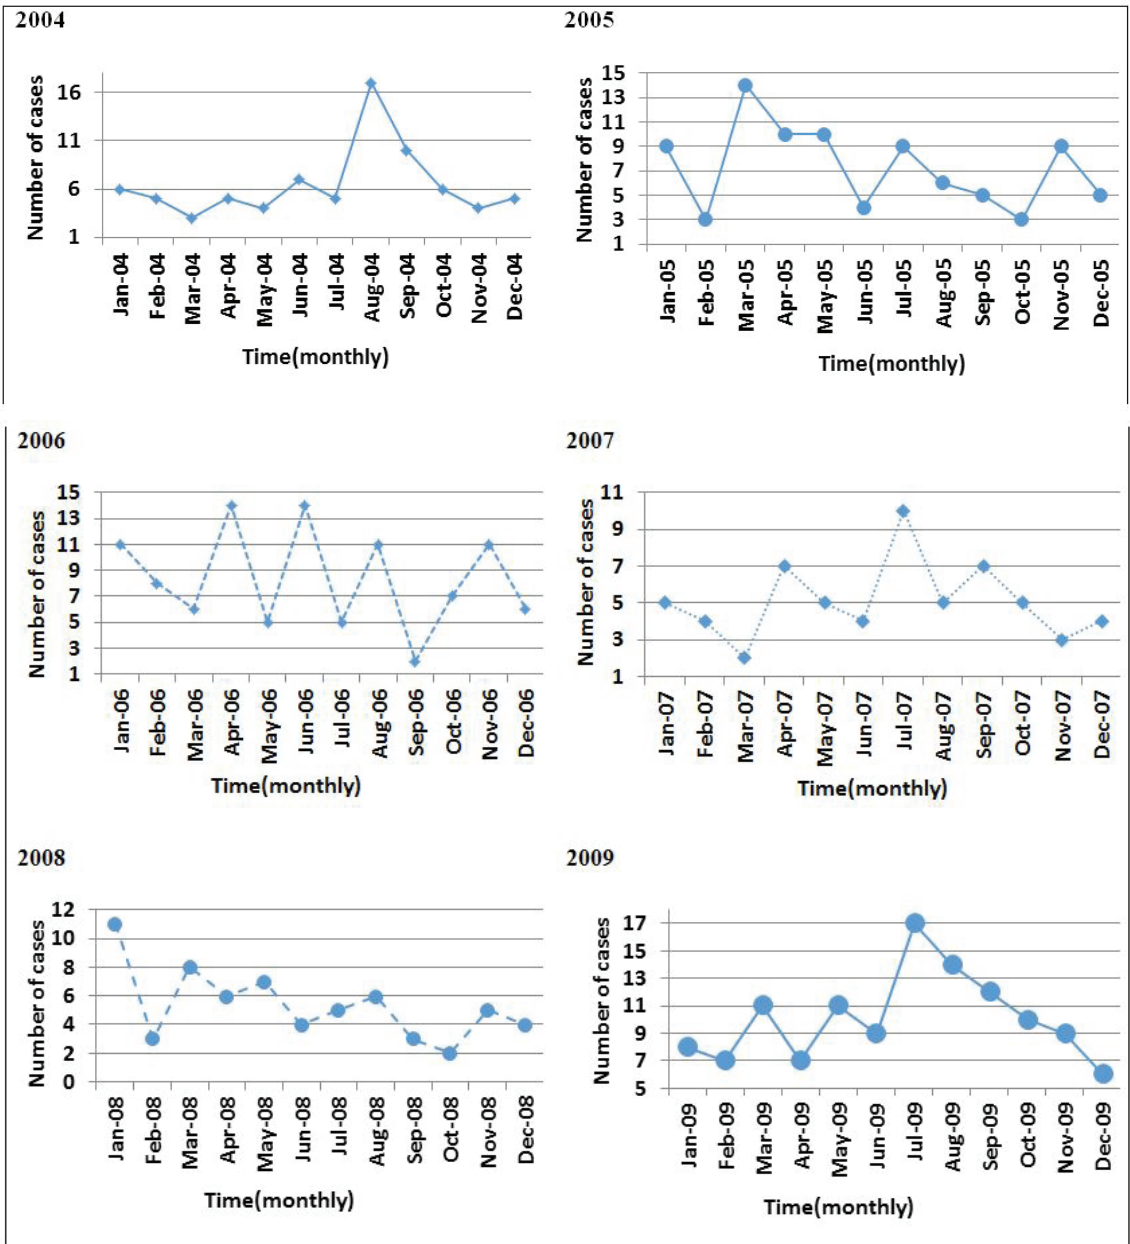 2004
Number of cases
16
11
6
1
Jan-04
Feb-04
Mar-04
Apr-04
May-04
Jun-04
Jul-04
Aug-04
Sep-04
Oct-04
Nov-04
Dec-04
Time(monthly)
2005
Number of cases
15
13
11
9
7
5
3
1
Jan-05
Feb-05
Mar-05
Apr-05
May-05
Jun-05
Jul-05
Aug-05
Sep-05
Oct-05
Nov-05
Dec-05
Time(monthly)
2006
Number of cases
15
13
11
9
7
5
3
1
Jan-06
Feb-06
Mar-06
Apr-06
May-06
Jun-06
Jul-06
Aug-06
Sep-06
Oct-06
Nov-06
Dec-06
Time(monthly)
2007
Number of cases
11
9
7
5
3
1
Jan-07
Feb-07
Mar-07
Apr-07
May-07
Jun-07
Jul-07
Aug-07
Sep-07
Oct-07
Nov-07
Dec-07
Time(monthly)
2008
Number of cases
12
10
8
6
4
2
0
Jan-08
Feb-08
Mar-08
Apr-08
May-08
Jun-08
Jul-08
Aug-08
Sep-08
Oct-08
Nov-08
Dec-08
Time(monthly)
2009
Number of cases
17
15
13
11
9
7
5
Jan-09
Feb-09
Mar-09
Apr-09
May-09
Jun-09
Jul-09
Aug-09
Sep-09
Oct-09
Nov-09
Dec-09
Time(monthly)